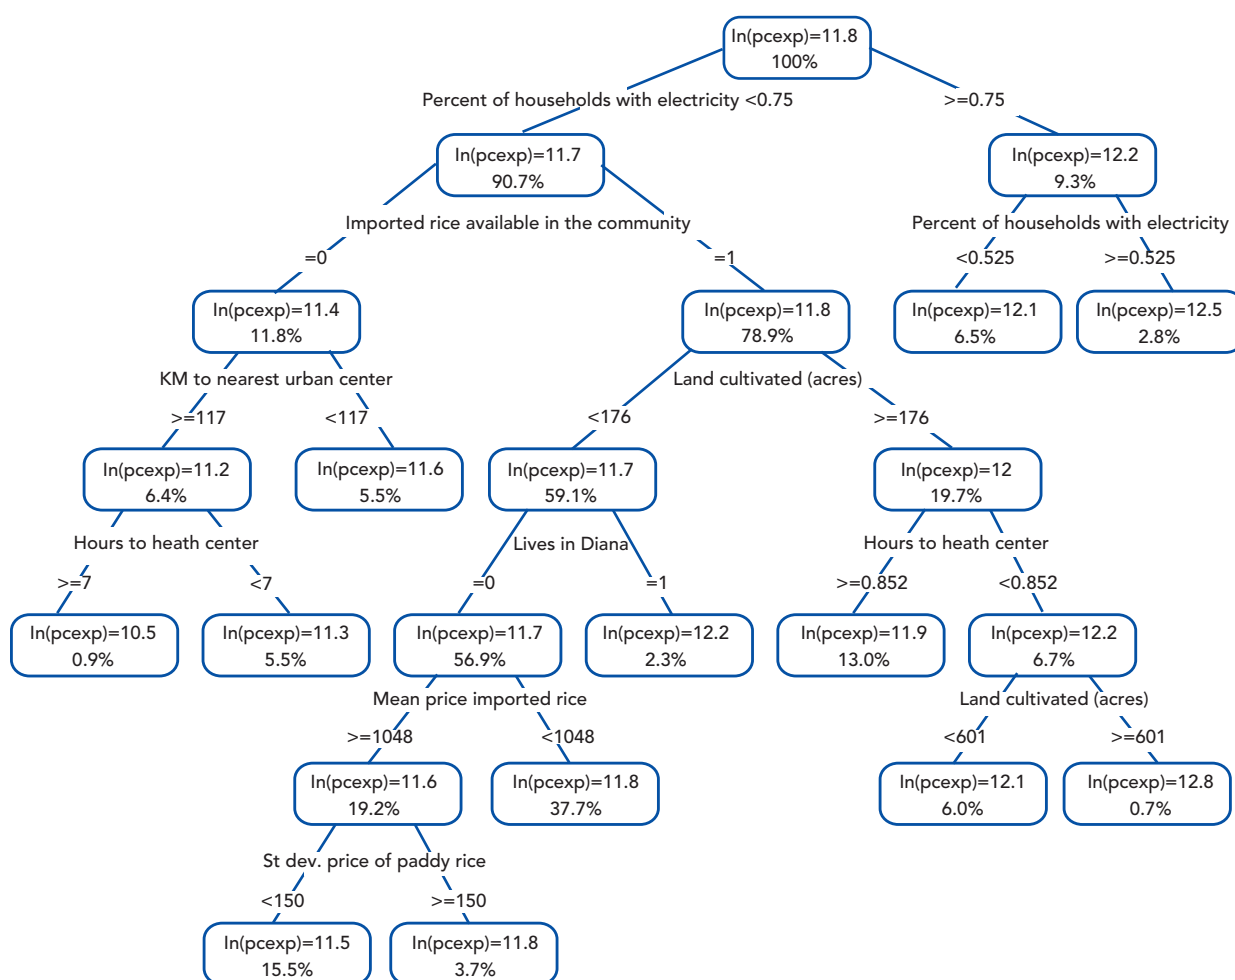 ln(pcexp)=11.8
100%
Percent of households with electricity <0.75
>=0.75
ln(pcexp)=11.7
90.7%
ln(pcexp)=12.2
9.3%
Imported rice available in the community
Percent of households with electricity
=0
=1
<0.525
>=0.525
ln(pcexp)=11.4
11.8%
ln(pcexp)=11.8
78.9%
ln(pcexp)=12.1
6.5%
ln(pcexp)=12.5
2.8%
KM to nearest urban center
Land cultivated (acres)
>=117
<117
<176
>=176
ln(pcexp)=11.2
6.4%
ln(pcexp)=11.6
5.5%
ln(pcexp)=11.7
59.1%
ln(pcexp)=12
19.7%
Hours to heath center
Lives in Diana
Hours to heath center
>=7
<7
=0
=1
>=0.852
<0.852
ln(pcexp)=10.5
0.9%
ln(pcexp)=11.3
5.5%
ln(pcexp)=11.7
56.9%
ln(pcexp)=12.2
2.3%
ln(pcexp)=11.9
13.0%
ln(pcexp)=12.2
6.7%
Mean price imported rice
Land cultivated (acres)
>=1048
<1048
<601
>=601
ln(pcexp)=11.6
19.2%
ln(pcexp)=11.8
37.7%
ln(pcexp)=12.1
6.0%
ln(pcexp)=12.8
0.7%
St dev. price of paddy rice
<150
>=150
ln(pcexp)=11.5
15.5%
ln(pcexp)=11.8
3.7%